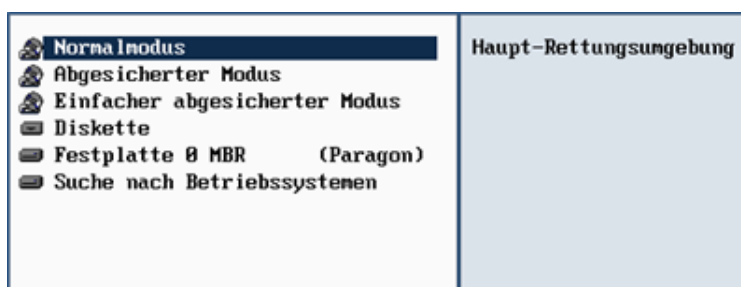 Normalmodus
Abgesicherter Modus
Einfacher abgesicherter Modus
Diskette
Festplatte 0 MBR (Paragon)
Suche nach Betriebssystemen
Haupt-Rettungsumgebung